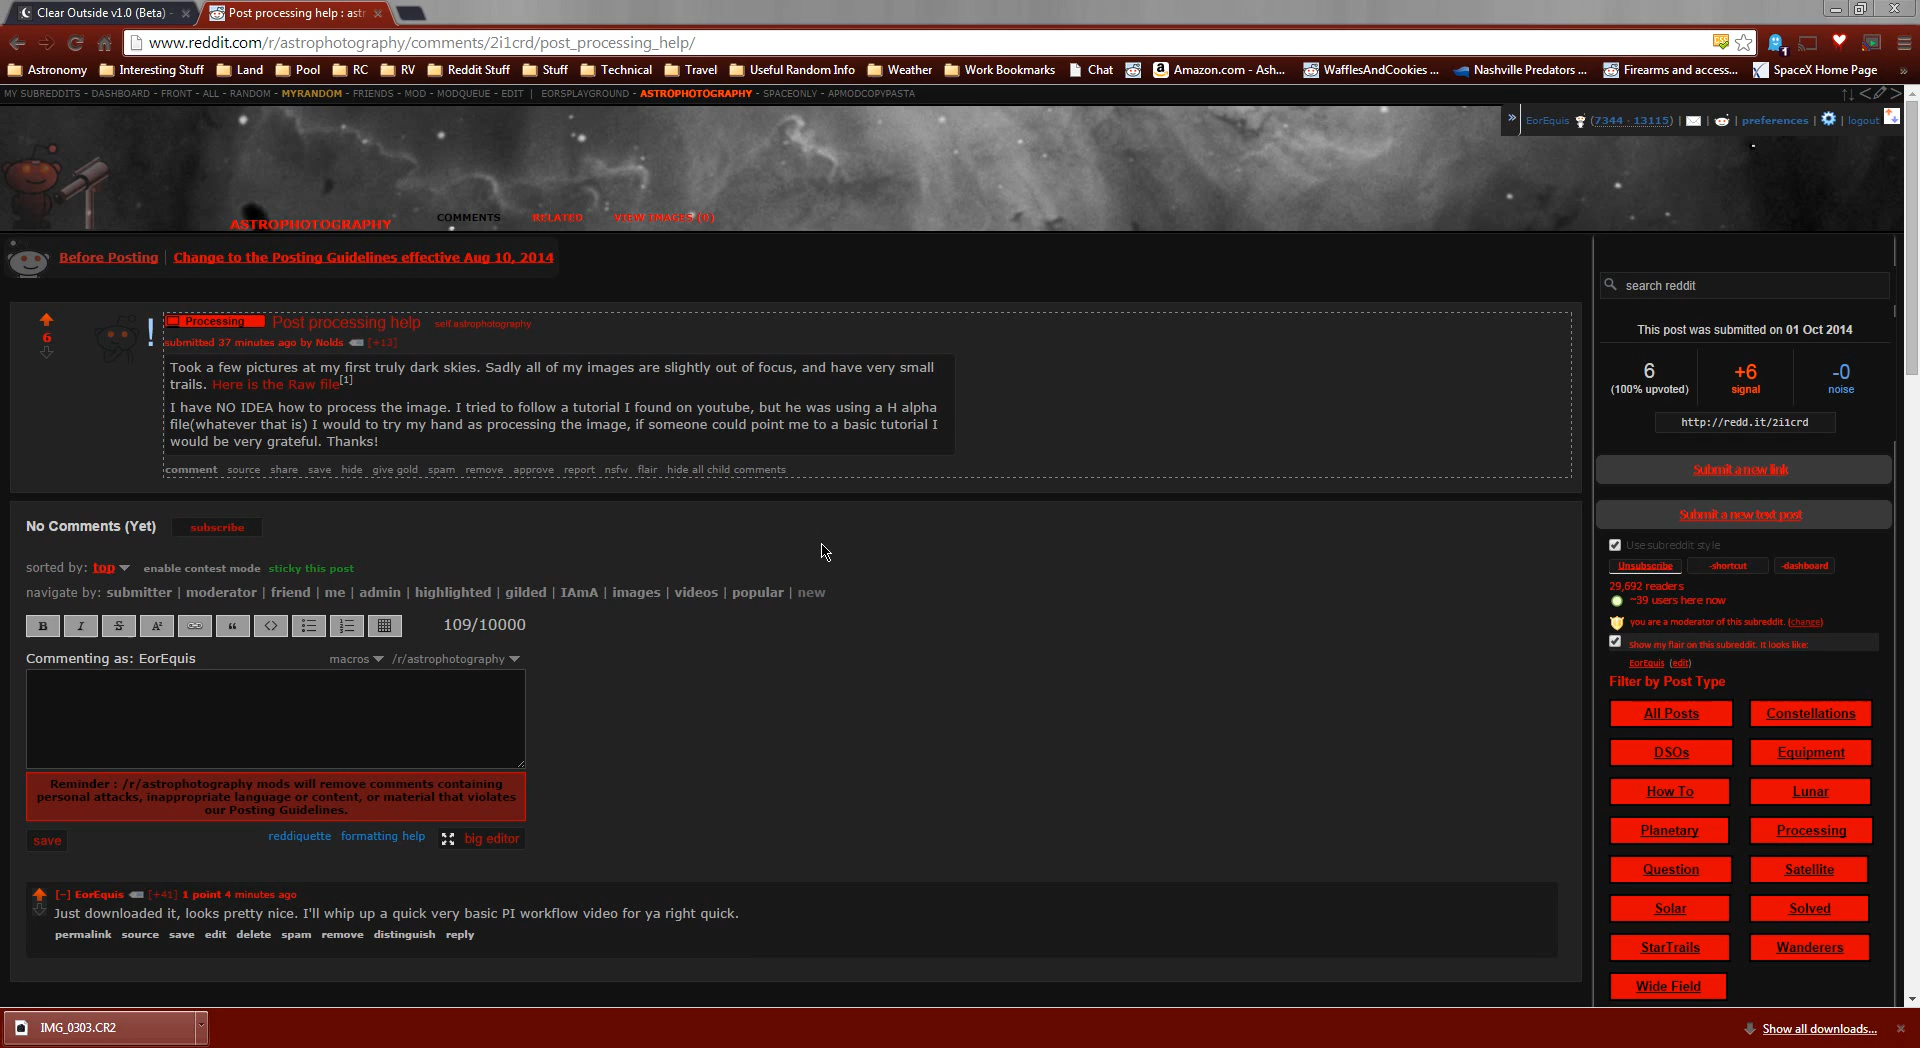 Clear Outside v1.0 (Beta) -
Post processing help : astr
www.reddit.com/r/astrophotography/comments/2i1crd/post_processing_help/
Astronomy Interesting Stuff Land Pool RC RV Reddit Stuff Stuff Technical Travel Useful Random Info Weather Work Bookmarks Chat Amazon.com - Ash... WafflesAndCookies ... Nashville Predators ... Firearms and access... SpaceX Home Page »
MY SUBREDDITS - DASHBOARD - FRONT - ALL - RANDOM - MYRANDOM - FRIENDS - MOD - MODQUEUE - EDIT | EORSPLAYGROUND - ASTROPHOTOGRAPHY - SPACEONLY - APMODCOPYPASTA
» EorEquis (7344 · 13115) | | | preferences | | logout
ASTROPHOTOGRAPHY COMMENTS RELATED VIEW IMAGES (0)
Before Posting | Change to the Posting Guidelines effective Aug 10, 2014
6
Processing Post processing help self.astrophotography
submitted 37 minutes ago by Nolds [+13]
Took a few pictures at my first truly dark skies. Sadly all of my images are slightly out of focus, and have very small
trails. Here is the Raw file[1]
I have NO IDEA how to process the image. I tried to follow a tutorial I found on youtube, but he was using a H alpha
file(whatever that is) I would to try my hand as processing the image, if someone could point me to a basic tutorial I
would be very grateful. Thanks!
comment source share save hide give gold spam remove approve report nsfw flair hide all child comments
No Comments (Yet) subscribe
sorted by: top enable contest mode sticky this post
navigate by: submitter | moderator | friend | me | admin | highlighted | gilded | IAmA | images | videos | popular | new
B I S A² “ <> 109/10000
Commenting as: EorEquis macros /r/astrophotography
Reminder : /r/astrophotography mods will remove comments containing
personal attacks, inappropriate language or content, or material that violates
our Posting Guidelines.
save reddiquette formatting help big editor
[-] EorEquis [+41] 1 point 4 minutes ago
Just downloaded it, looks pretty nice. I'll whip up a quick very basic PI workflow video for ya right quick.
permalink source save edit delete spam remove distinguish reply
search reddit
This post was submitted on 01 Oct 2014
6 +6 -0
(100% upvoted) signal noise
http://redd.it/2i1crd
Submit a new link
Submit a new text post
Use subreddit style
Unsubscribe -shortcut -dashboard
29,692 readers
~39 users here now
you are a moderator of this subreddit. (change)
Show my flair on this subreddit. It looks like:
EorEquis (edit)
Filter by Post Type
All Posts Constellations
DSOs Equipment
How To Lunar
Planetary Processing
Question Satellite
Solar Solved
StarTrails Wanderers
Wide Field
IMG_0303.CR2
Show all downloads...